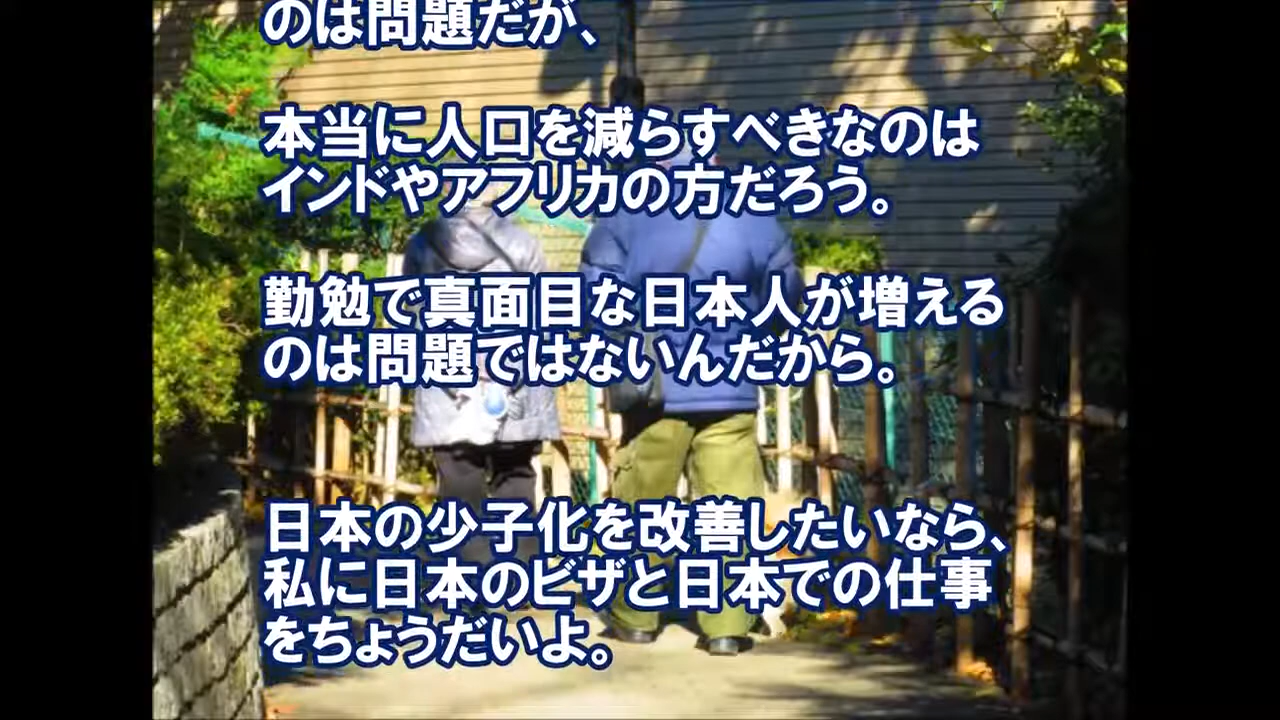 のは問題だが、
本当に人口を減らすべきなのは
インドやアフリカの方だろう。
勤勉で真面目な日本人が増える
のは問題ではないんだから。
日本の少子化を改善したいなら、
私に日本のビザと日本での仕事
をちょうだいよ。